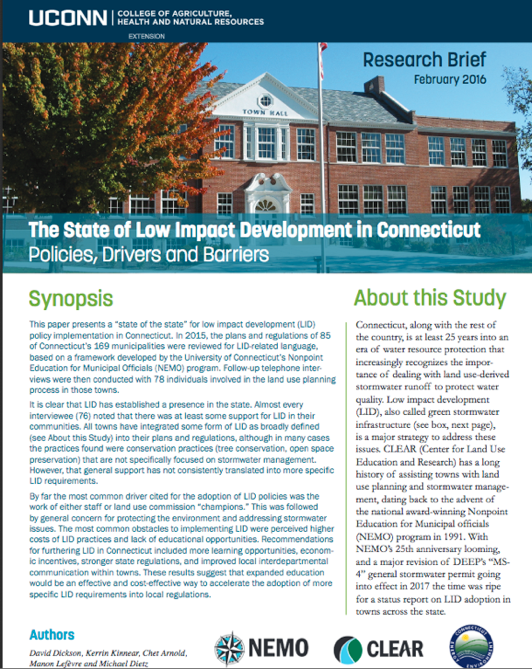 UCONN | COLLEGE OF AGRICULTURE,
HEALTH AND NATURAL RESOURCES
EXTENSION
Research Brief
February 2016
TOWN HALL
The State of Low Impact Development in Connecticut
Policies, Drivers and Barriers
Synopsis
This paper presents a “state of the state” for low impact development (LID)
policy implementation in Connecticut. In 2015, the plans and regulations of 85
of Connecticut’s 169 municipalities were reviewed for LID-related language,
based on a framework developed by the University of Connecticut’s Nonpoint
Education for Municipal Officials (NEMO) program. Follow-up telephone inter-
views were then conducted with 78 individuals involved in the land use planning
process in those towns.
It is clear that LID has established a presence in the state. Almost every
interviewee (76) noted that there was at least some support for LID in their
communities. All towns have integrated some form of LID as broadly defined
(see About this Study) into their plans and regulations, although in many cases
the practices found were conservation practices (tree conservation, open space
preservation) that are not specifically focused on stormwater management.
However, that general support has not consistently translated into more specific
LID requirements.
By far the most common driver cited for the adoption of LID policies was the
work of either staff or land use commission “champions.” This was followed
by general concern for protecting the environment and addressing stormwater
issues. The most common obstacles to implementing LID were perceived higher
costs of LID practices and lack of educational opportunities. Recommendations
for furthering LID in Connecticut included more learning opportunities, econom-
ic incentives, stronger state regulations, and improved local interdepartmental
communication within towns. These results suggest that expanded education
would be an effective and cost-effective way to accelerate the adoption of more
specific LID requirements into local regulations.
Authors
David Dickson, Kerrin Kinnear, Chet Arnold,
Manon Lefèvre and Michael Dietz
About this Study
Connecticut, along with the rest of
the country, is at least 25 years into an
era of water resource protection that
increasingly recognizes the impor-
tance of dealing with land use-derived
stormwater runoff to protect water
quality. Low impact development
(LID), also called green stormwater
infrastructure (see box, next page),
is a major strategy to address these
issues. CLEAR (Center for Land Use
Education and Research) has a long
history of assisting towns with land
use planning and stormwater manage-
ment, dating back to the advent of
the national award-winning Nonpoint
Education for Municipal officials
(NEMO) program in 1991. With
NEMO’s 25th anniversary looming,
and a major revision of DEEP’s “MS-
4” general stormwater permit going
into effect in 2017 the time was ripe
for a status report on LID adoption in
towns across the state.
NEMO
CLEAR